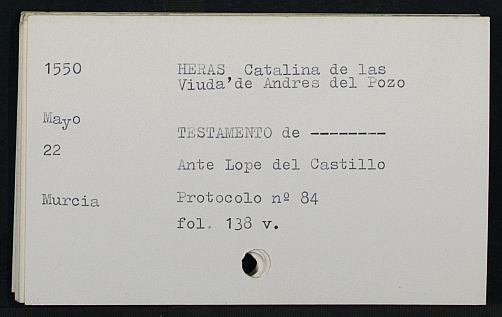 1550 HERAS Catalina de las
Viuda'de Andres del Pozo
Mayo TESTAMENTO de --------
22
Ante Lope del Castillo
Murcia Protocolo nº 84
fol. 138 v.